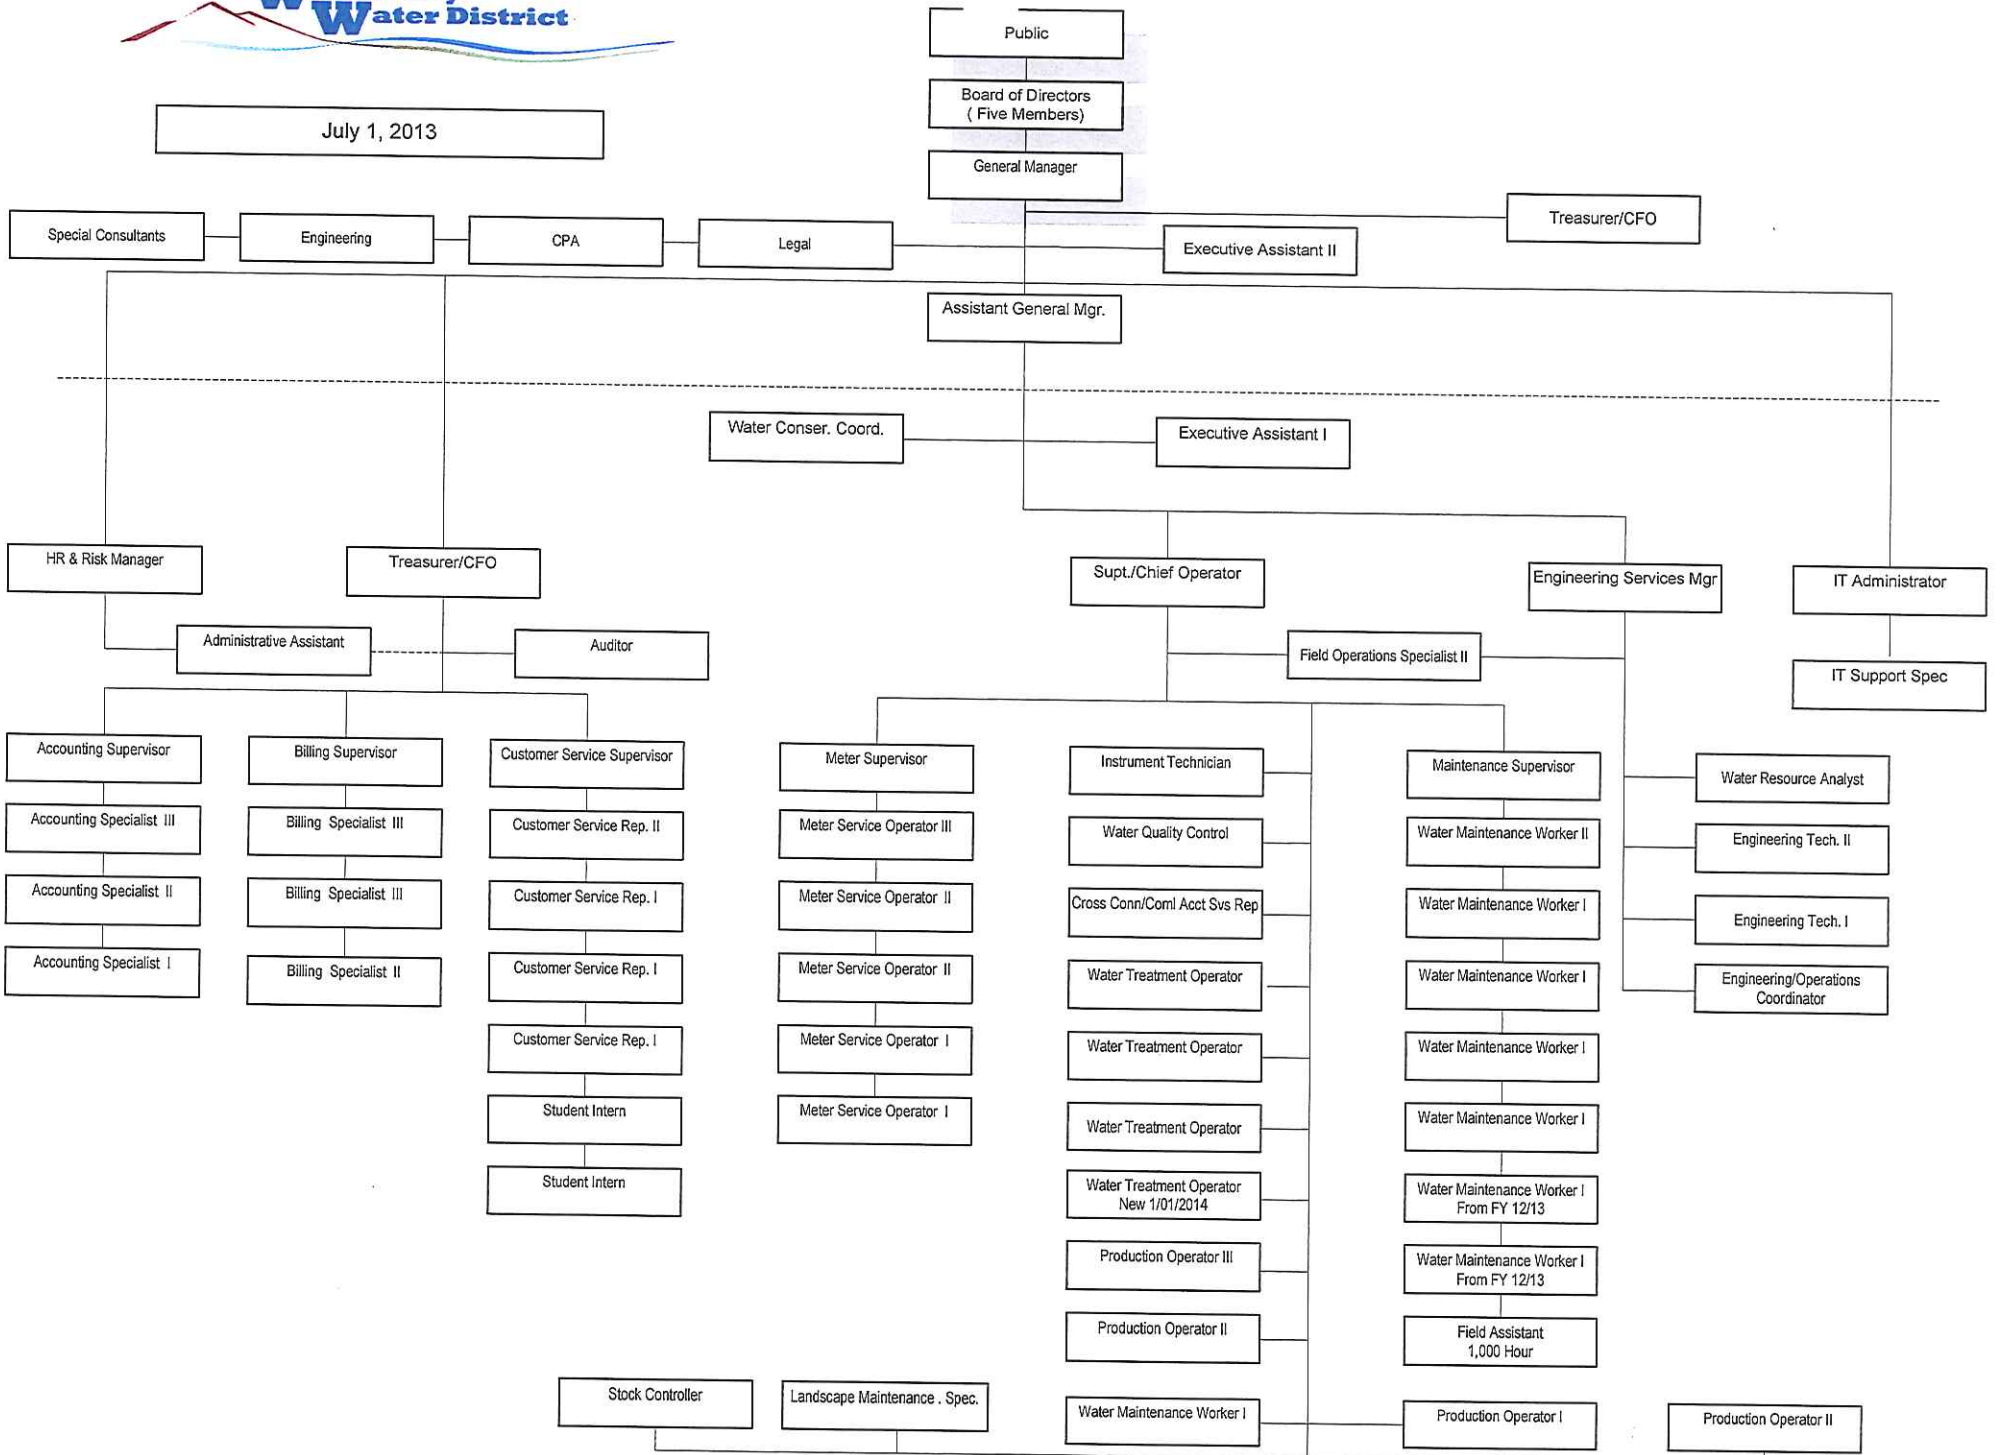 Water District
July 1, 2013
Public
Board of Directors
( Five Members)
General Manager
Treasurer/CFO
Special Consultants
Engineering
CPA
Legal
Executive Assistant II
Assistant General Mgr.
Water Conser. Coord.
Executive Assistant I
HR & Risk Manager
Treasurer/CFO
Supt./Chief Operator
Engineering Services Mgr
IT Administrator
Administrative Assistant
Auditor
Field Operations Specialist II
IT Support Spec
Accounting Supervisor
Accounting Specialist III
Accounting Specialist II
Accounting Specialist I
Billing Supervisor
Billing Specialist III
Billing Specialist III
Billing Specialist II
Customer Service Supervisor
Customer Service Rep. II
Customer Service Rep. I
Customer Service Rep. I
Customer Service Rep. I
Student Intern
Student Intern
Meter Supervisor
Meter Service Operator III
Meter Service Operator II
Meter Service Operator II
Meter Service Operator I
Meter Service Operator I
Instrument Technician
Water Quality Control
Cross Conn/Coml Acct Svs Rep
Water Treatment Operator
Water Treatment Operator
Water Treatment Operator
Water Treatment Operator
New 1/01/2014
Production Operator III
Production Operator II
Water Maintenance Worker I
Maintenance Supervisor
Water Maintenance Worker II
Water Maintenance Worker I
Water Maintenance Worker I
Water Maintenance Worker I
Water Maintenance Worker I
Water Maintenance Worker I
From FY 12/13
Water Maintenance Worker I
From FY 12/13
Field Assistant
1,000 Hour
Production Operator I
Water Resource Analyst
Engineering Tech. II
Engineering Tech. I
Engineering/Operations
Coordinator
Stock Controller
Landscape Maintenance . Spec.
Production Operator II